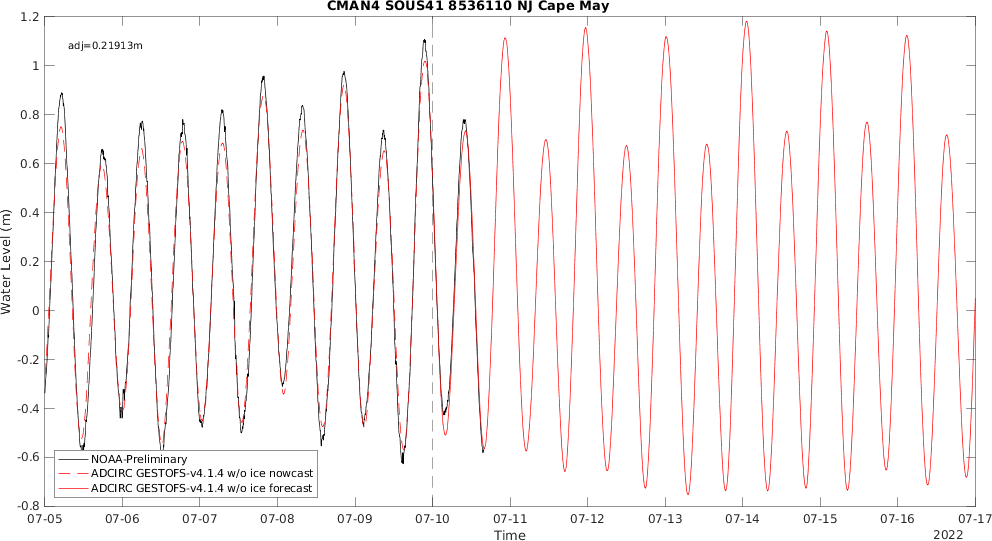 CMAN4 SOUS41 8536110 NJ Cape May
1.2
adj=0.21913m
1
0.8
0.6
0.4
0.2
0
-0.2
-0.4
-0.6
-0.8
Water Level (m)
NOAA-Preliminary
ADCIRC GESTOFS-v4.1.4 w/o ice nowcast
ADCIRC GESTOFS-v4.1.4 w/o ice forecast
07-05 07-06 07-07 07-08 07-09 07-10 07-11 07-12 07-13 07-14 07-15 07-16 07-17
Time
2022